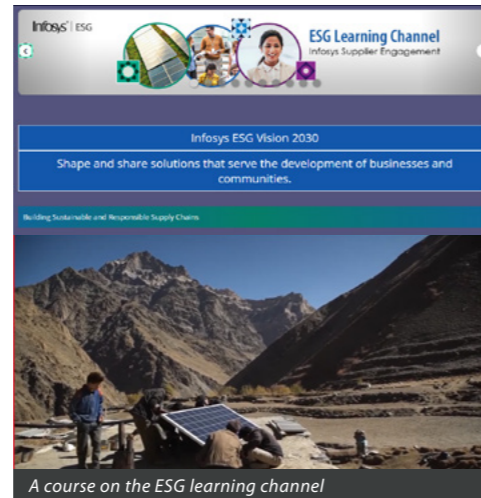 Infosys | ESG
ESG Learning Channel
Infosys Supplier Engagement
Infosys ESG Vision 2030
Shape and share solutions that serve the development of businesses and
communities.
Building Sustainable and Responsible Supply Chains
A course on the ESG learning channel